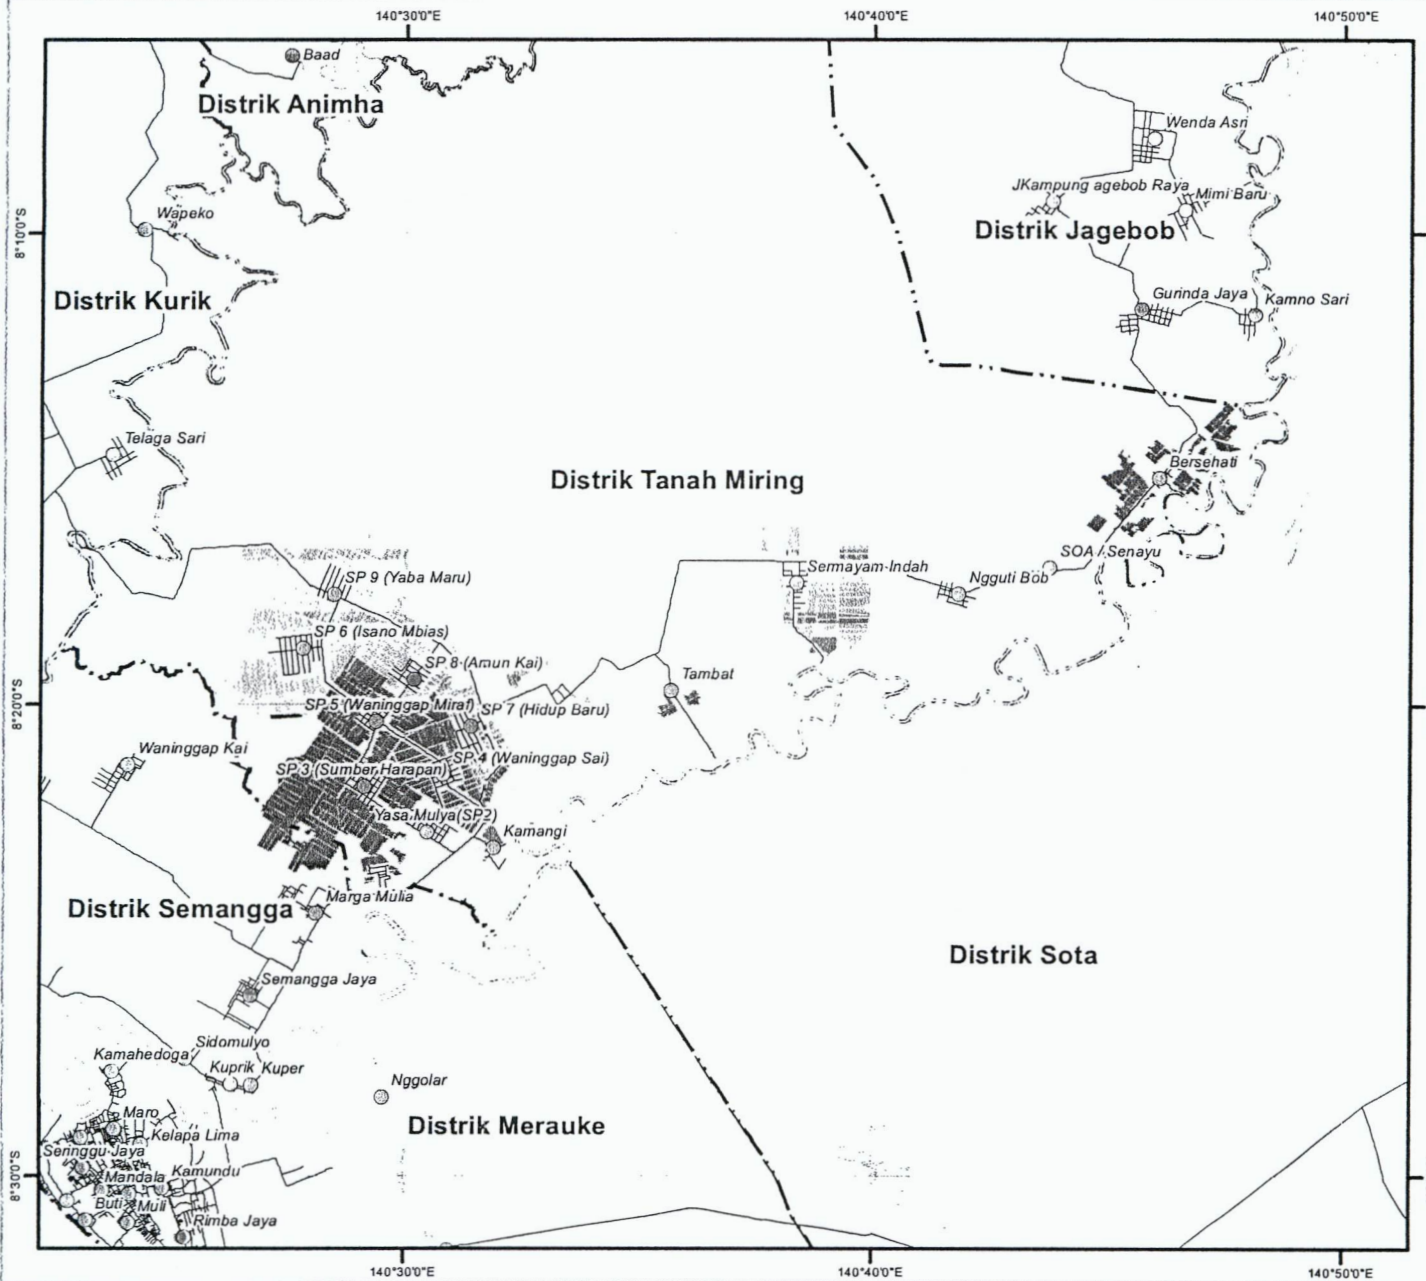 140°30'0"E
140°40'0"E
140°50'0"E
Baad
Distrik Animha
Wenda Asri
JKampung agebob Raya
Mimi Baru
Wapeko
Distrik Jagebob
8°10'0"S
Distrik Kurik
Gurinda Jaya
Kamno Sari
Telaga Sari
Bersehati
Distrik Tanah Miring
SOA / Senayu
Sermayam Indah
Ngguti Bob
SP 9 (Yaba Maru)
SP 6 (Isano Mbias)
SP 8 (Amun Kai)
Tambat
8°20'0"S
SP 5 (Waninggap Miraf)
SP 7 (Hidup Baru)
Waninggap Kai
SP 4 (Waninggap Sai)
SP 3 (Sumber Harapan)
Yasa Mulya(SP2)
Kamangi
Marga Mulia
Distrik Semangga
Distrik Sota
Semangga Jaya
Sidomulyo
Kamahedoga
Kuprik
Kuper
Nggolar
Maro
Distrik Merauke
Kelapa Lima
Seringgu Jaya
Kamundu
Mandala
8°30'0"S
Buti
Muli
Rimba Jaya
140°30'0"E
140°40'0"E
140°50'0"E